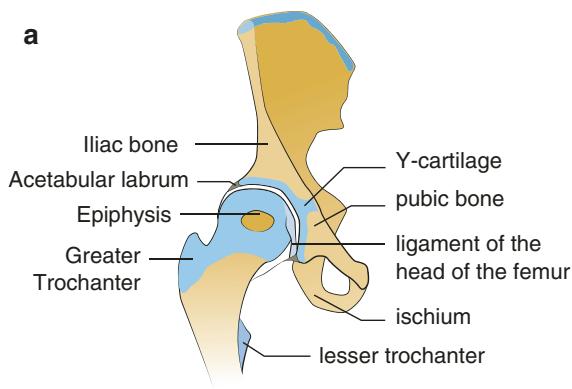 a
Iliac bone
Acetabular labrum
Epiphysis
Greater
Trochanter
Y-cartilage
pubic bone
ligament of the
head of the femur
ischium
lesser trochanter